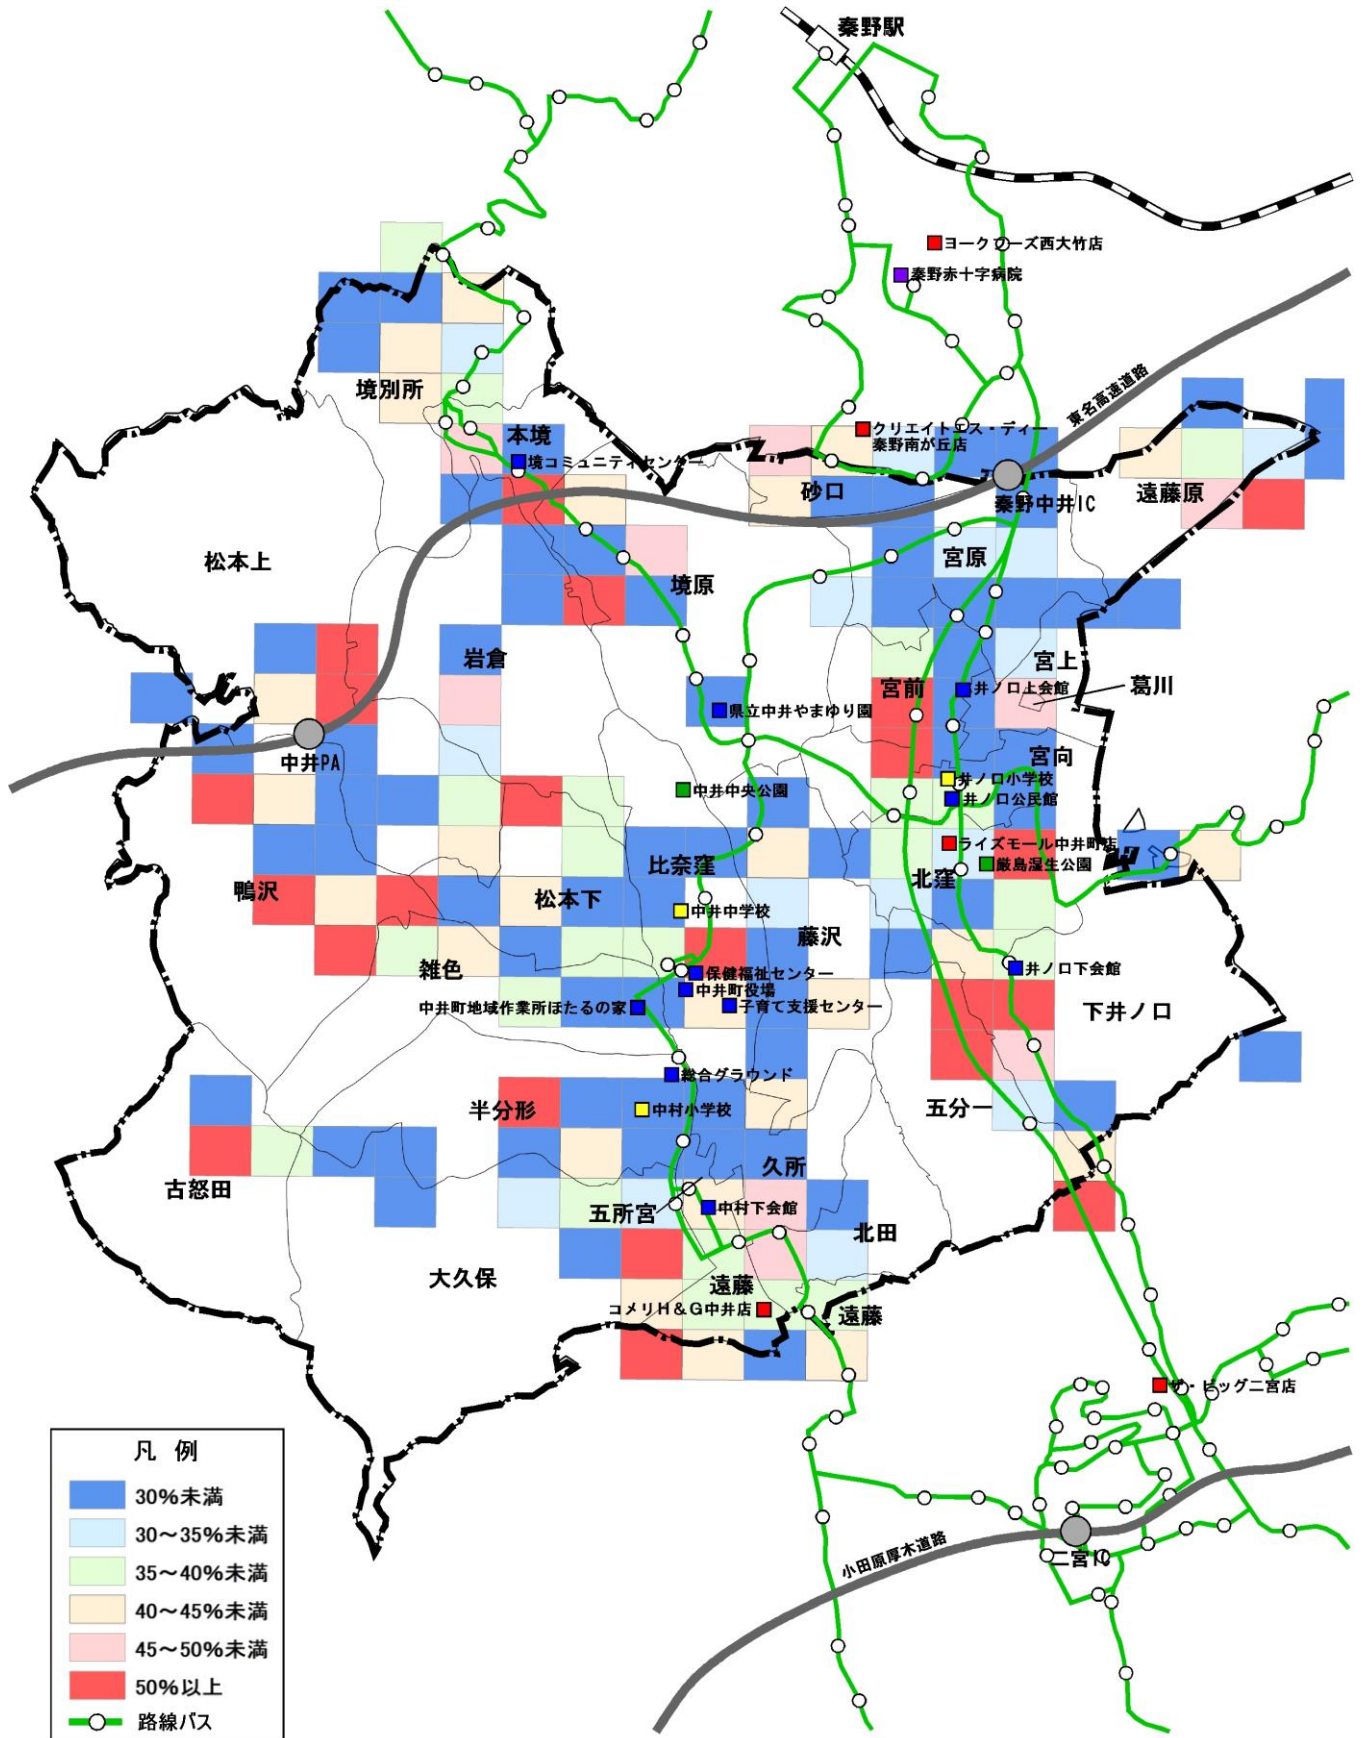 秦野駅
ヨークフーズ西大竹店
秦野赤十字病院
東名高速道路
境別所
本境
クリエイトエス・ディー
秦野南が丘店
境コミュニティセンター
砂口
秦野中井IC
遠藤原
松本上
宮原
境原
岩倉
宮上
宮前
井ノ口上会館
葛川
県立中井やまゆり園
中井PA
宮向
井ノ口小学校
中井中央公園
井ノ口公民館
ライズモール中井町店
比奈窪
厳島湿生公園
北窪
鴨沢
松本下
中井中学校
藤沢
雑色
保健福祉センター
井ノ口下会館
中井町役場
中井町地域作業所ほたるの家
子育て支援センター
下井ノ口
総合グラウンド
半分形
中村小学校
五分一
久所
古怒田
五所宮
中村下会館
北田
大久保
遠藤
コメリH&G中井店
遠藤
ザ・ビッグ二宮店
凡 例
30%未満
30～35%未満
35～40%未満
40～45%未満
45～50%未満
50%以上
路線バス
小田原厚木道路
二宮IC